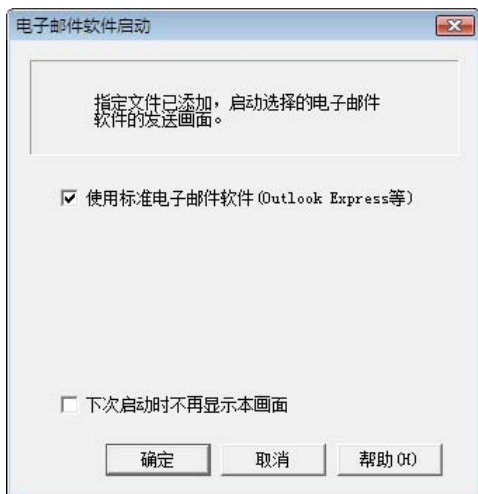 电子邮件软件启动
指定文件已添加，启动选择的电子邮件
软件的发送画面。
使用标准电子邮件软件(Outlook Express等)
下次启动时不再显示本画面
确定 取消 帮助(H)